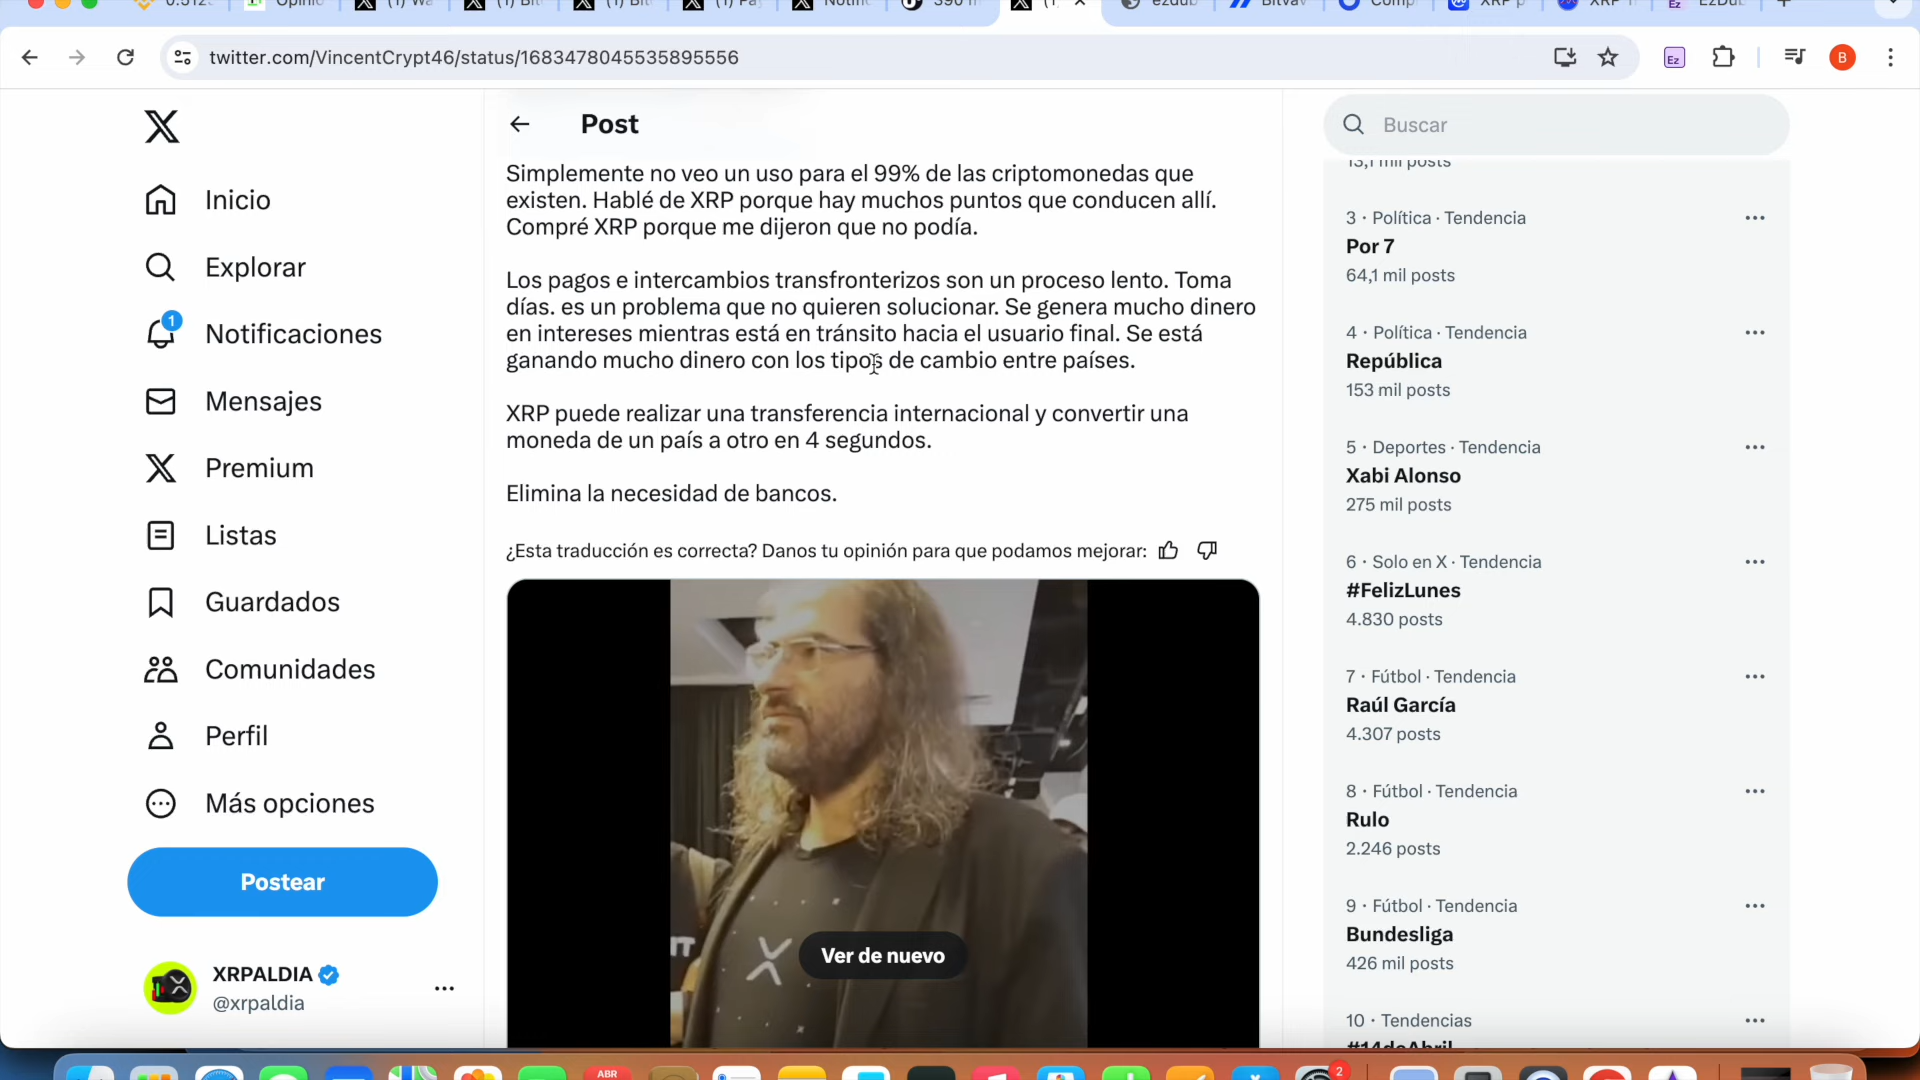 twitter.com/VincentCrypt46/status/1683478045535895556
Ez
B
Post
Buscar
Inicio
Explorar
1
Notificaciones
Mensajes
Premium
Listas
Guardados
Comunidades
Perfil
Más opciones
Postear
XRPALDIA
@xrpaldia
Simplemente no veo un uso para el 99% de las criptomonedas que
existen. Hablé de XRP porque hay muchos puntos que conducen allí.
Compré XRP porque me dijeron que no podía.
Los pagos e intercambios transfronterizos son un proceso lento. Toma
días. es un problema que no quieren solucionar. Se genera mucho dinero
en intereses mientras está en tránsito hacia el usuario final. Se está
ganando mucho dinero con los tipos de cambio entre países.
XRP puede realizar una transferencia internacional y convertir una
moneda de un país a otro en 4 segundos.
Elimina la necesidad de bancos.
¿Esta traducción es correcta? Danos tu opinión para que podamos mejorar:
Ver de nuevo
13,1 mil posts
3 · Política · Tendencia
Por 7
64,1 mil posts
4 · Política · Tendencia
República
153 mil posts
5 · Deportes · Tendencia
Xabi Alonso
275 mil posts
6 · Solo en X · Tendencia
#FelizLunes
4.830 posts
7 · Fútbol · Tendencia
Raúl García
4.307 posts
8 · Fútbol · Tendencia
Rulo
2.246 posts
9 · Fútbol · Tendencia
Bundesliga
426 mil posts
10 · Tendencias
#14deAbril
ABR
2